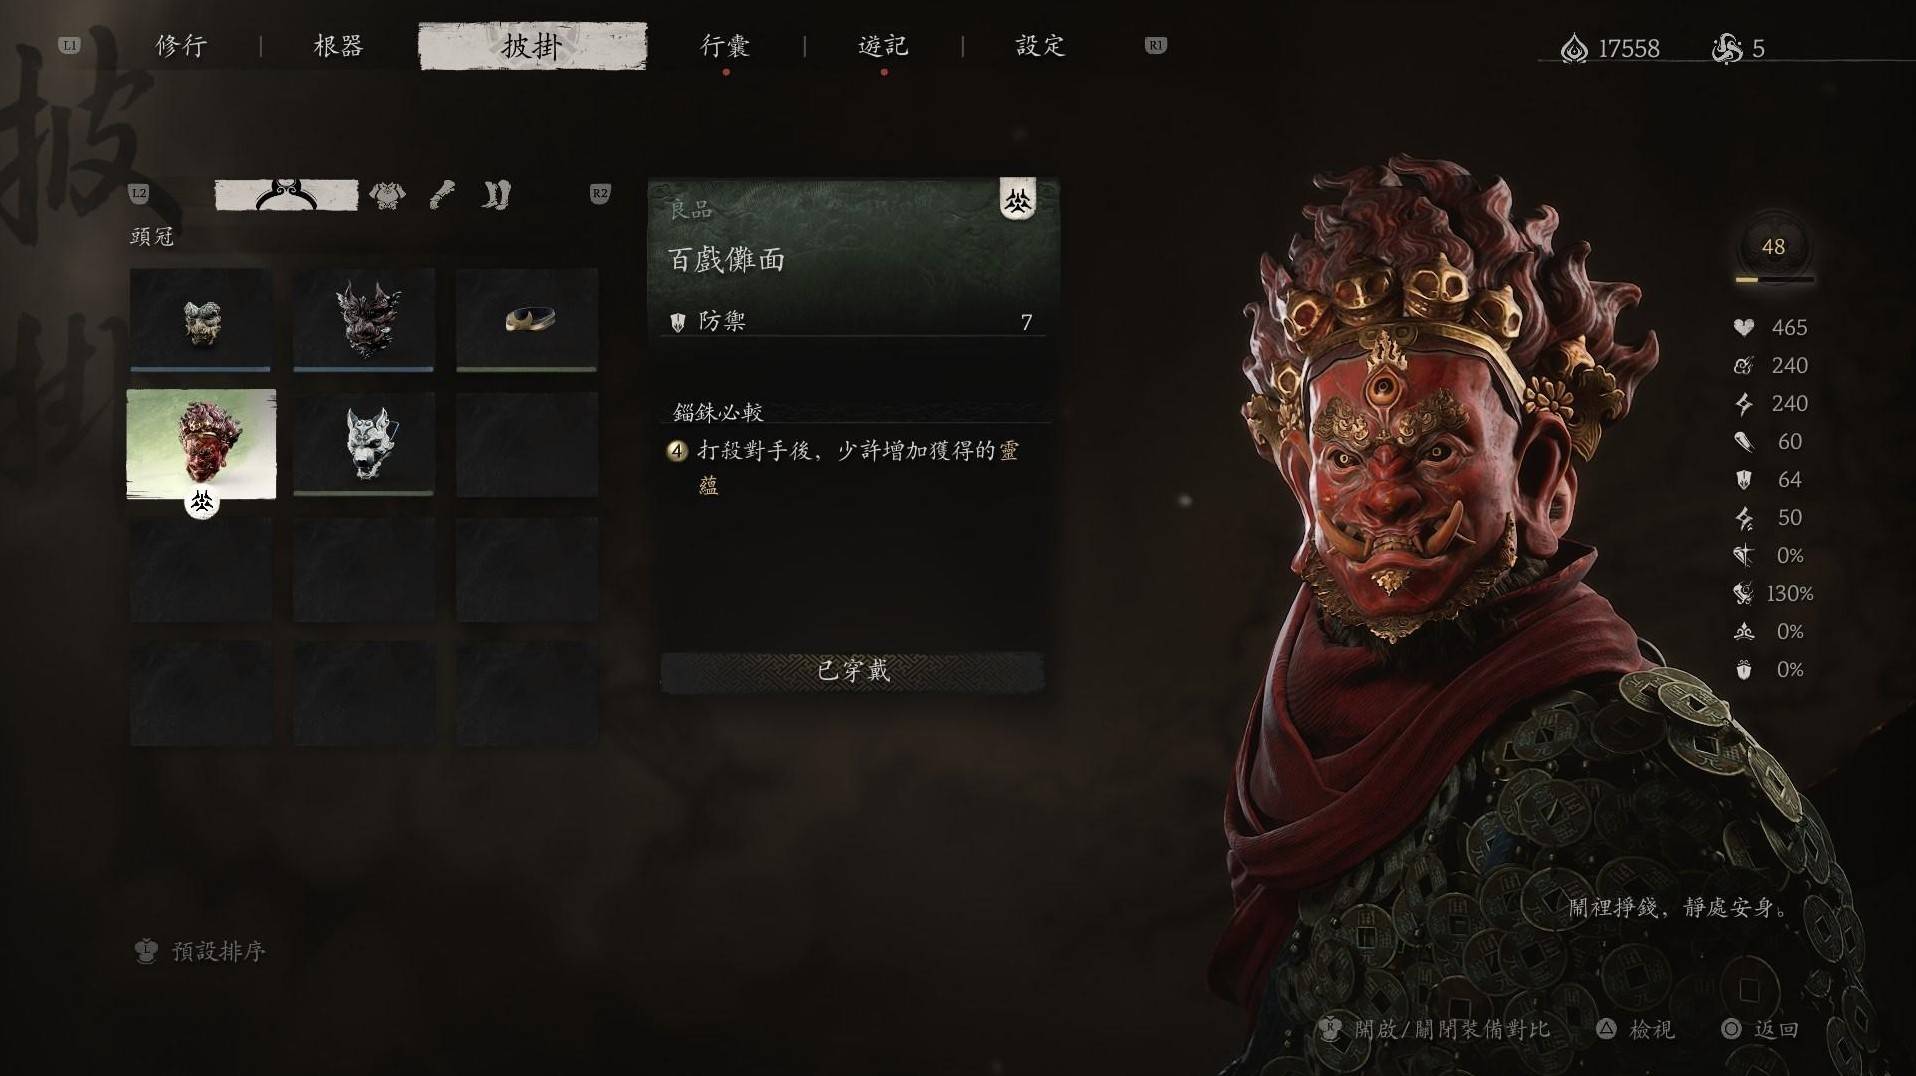 L1 修行 根器 披掛 行囊 遊記 設定 R1
17558 5
披掛
L2 R2
頭冠
良品
百戲儺面
防禦 7
錙銖必較
4 打殺對手後，少許增加獲得的靈
蘊
已穿戴
48
465
240
240
60
64
50
0%
130%
0%
0%
鬧裡掙錢，靜處安身。
L 預設排序
R 開啟/關閉裝備對比 檢視 返回